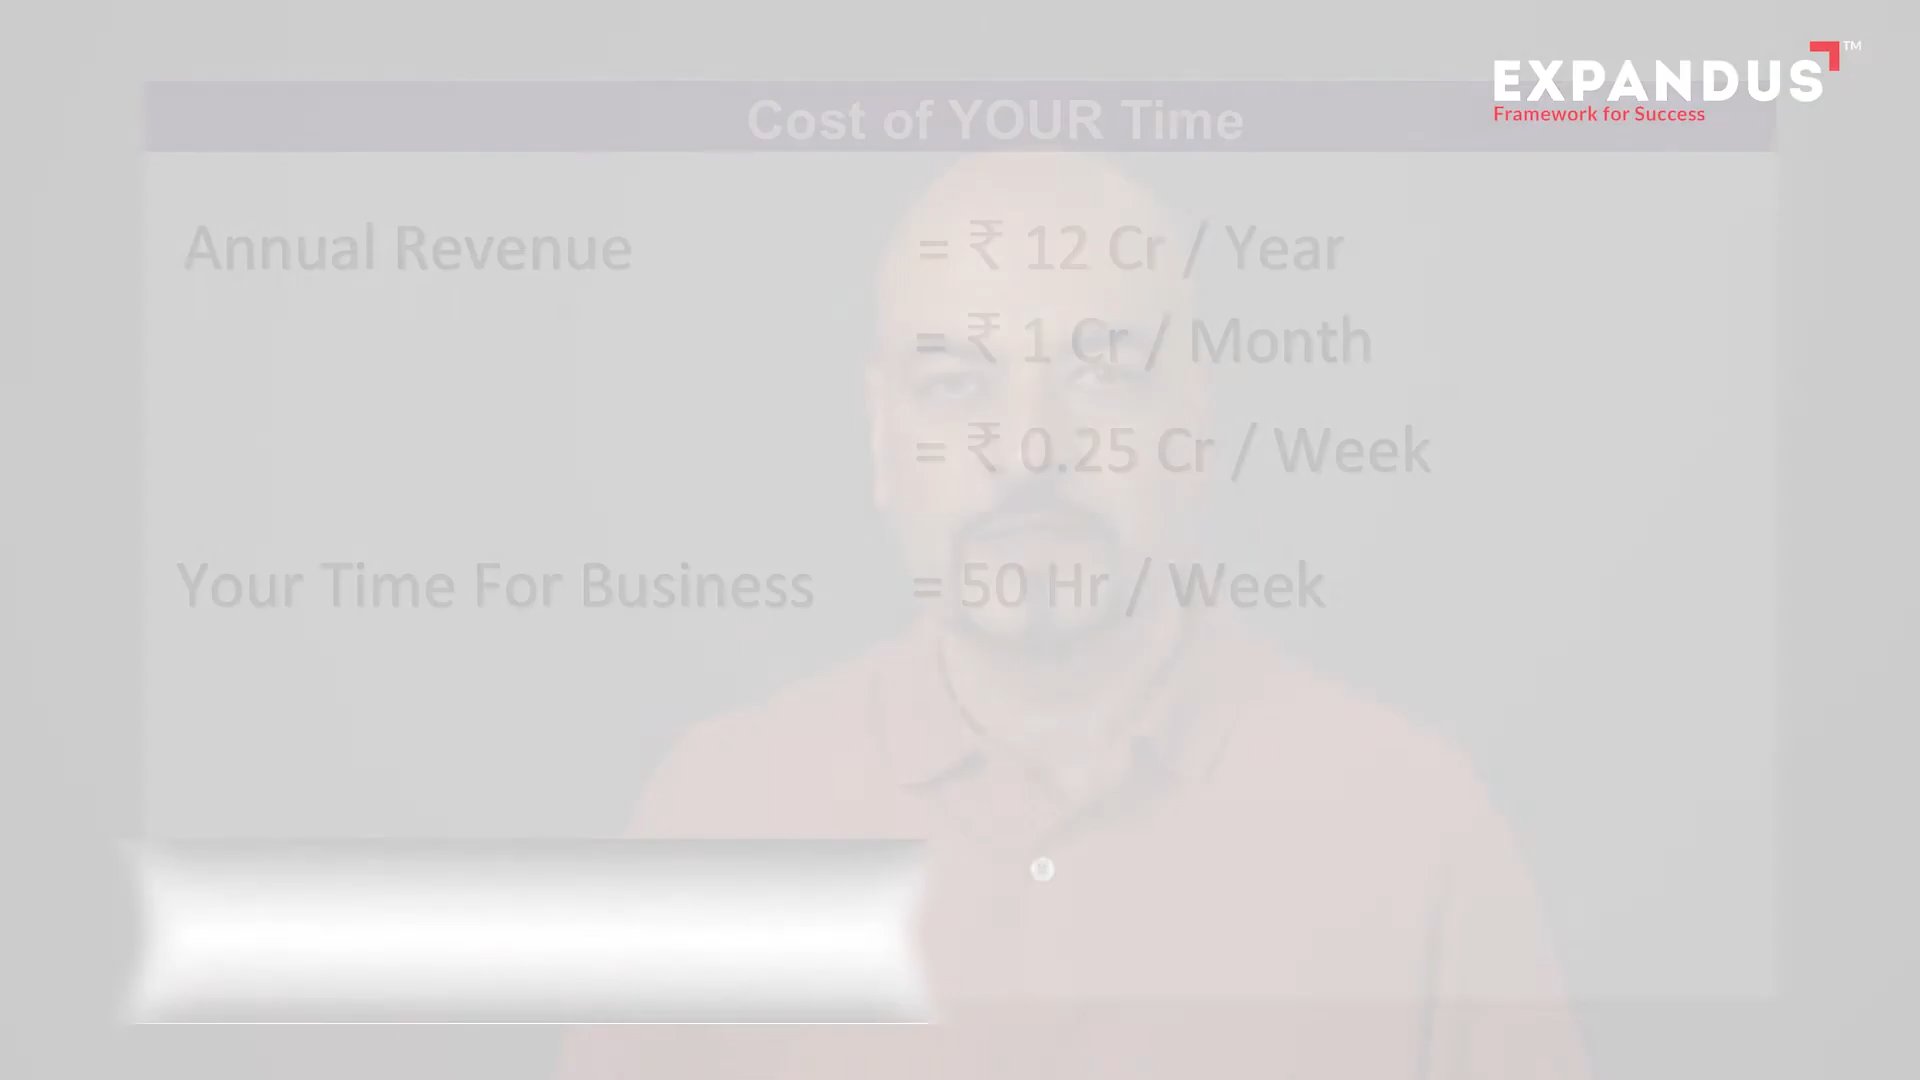 EXPANDUS™
Framework for Success
Cost of YOUR Time
Annual Revenue = ₹ 12 Cr / Year
= ₹ 1 Cr / Month
= ₹ 0.25 Cr / Week
Your Time For Business = 50 Hr / Week